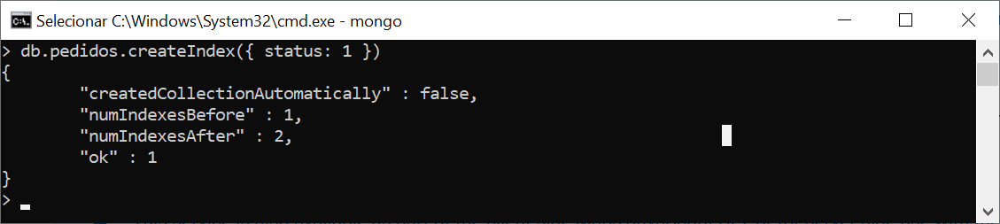 Selecionar C:\Windows\System32\cmd.exe - mongo
> db.pedidos.createIndex({ status: 1 })
{
        "createdCollectionAutomatically" : false,
        "numIndexesBefore" : 1,
        "numIndexesAfter" : 2,
        "ok" : 1
}
>